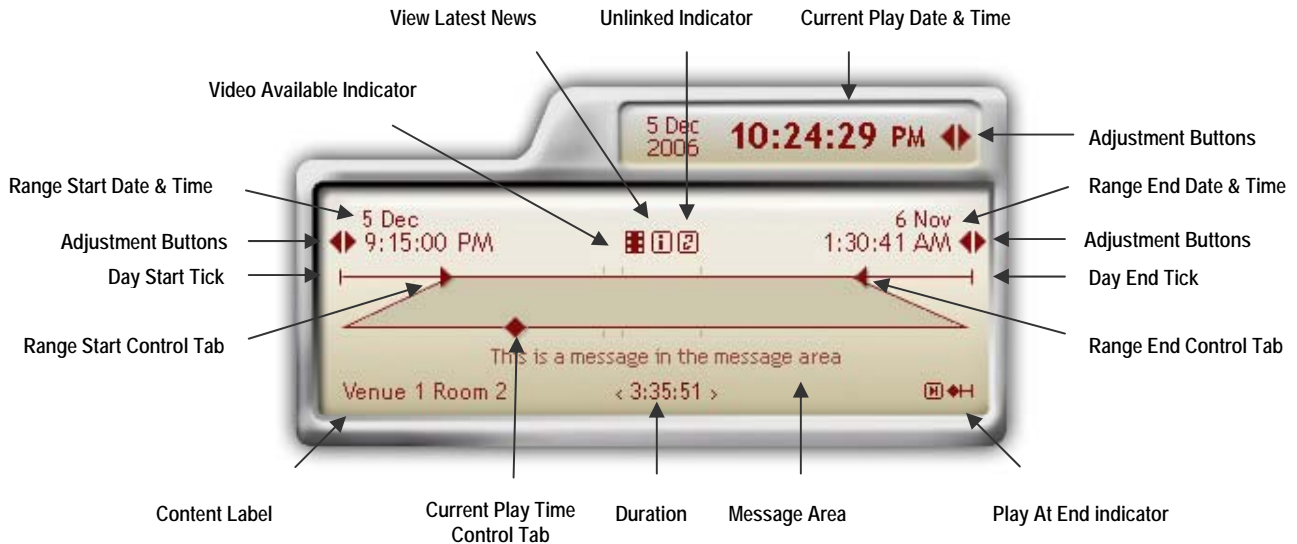 View Latest News
Unlinked Indicator
Current Play Date & Time
Video Available Indicator
5 Dec
2006
10:24:29 PM
Adjustment Buttons
Range Start Date & Time
Range End Date & Time
5 Dec
6 Nov
Adjustment Buttons
9:15:00 PM
1:30:41 AM
Adjustment Buttons
Day Start Tick
Day End Tick
Range Start Control Tab
Range End Control Tab
This is a message in the message area
Venue 1 Room 2
< 3:35:51 >
Content Label
Current Play Time
Control Tab
Duration
Message Area
Play At End indicator